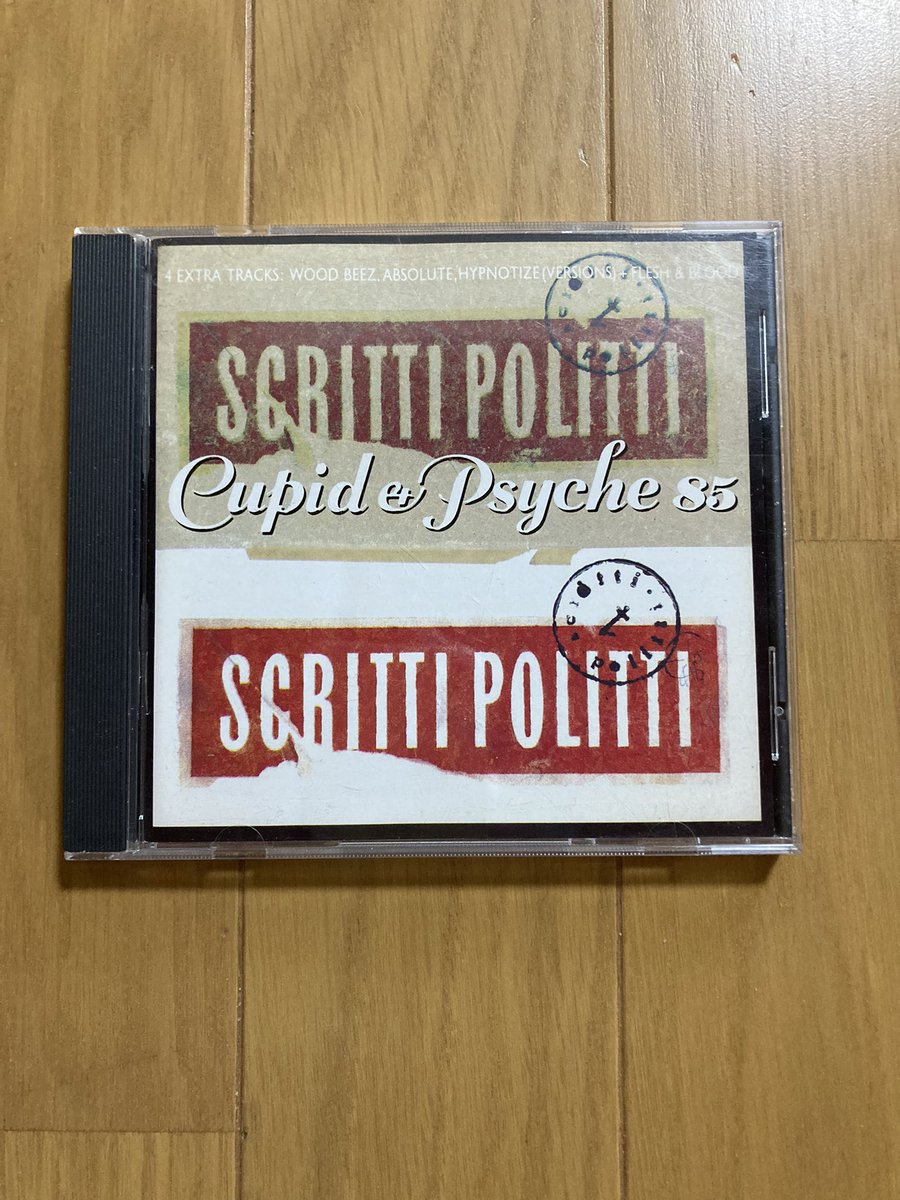 4 EXTRA TRACKS: WOOD BEEZ, ABSOLUTE, HYPNOTIZE (VERSIONS) + FLESH & BLOOD
SCRITTI POLITTI
Cupid & Psyche 85
SCRITTI POLITTI